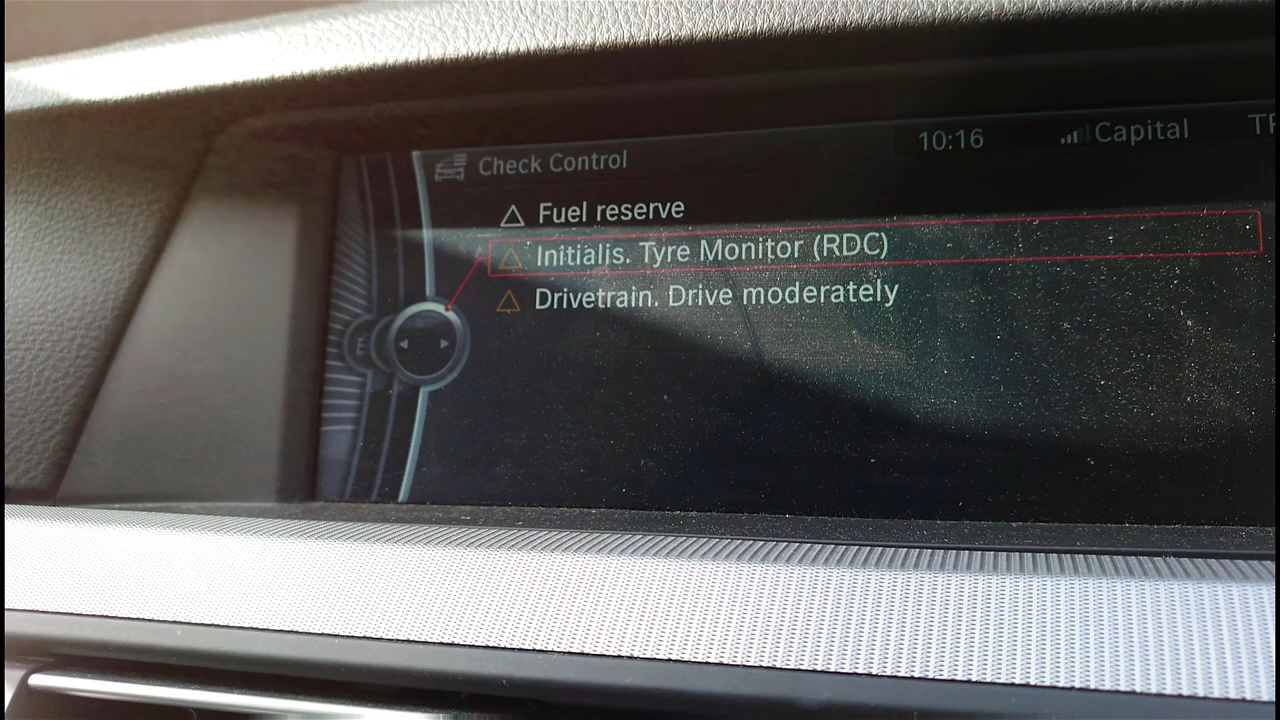 10:16 Capital
Check Control
Fuel reserve
Initialis. Tyre Monitor (RDC)
Drivetrain. Drive moderately